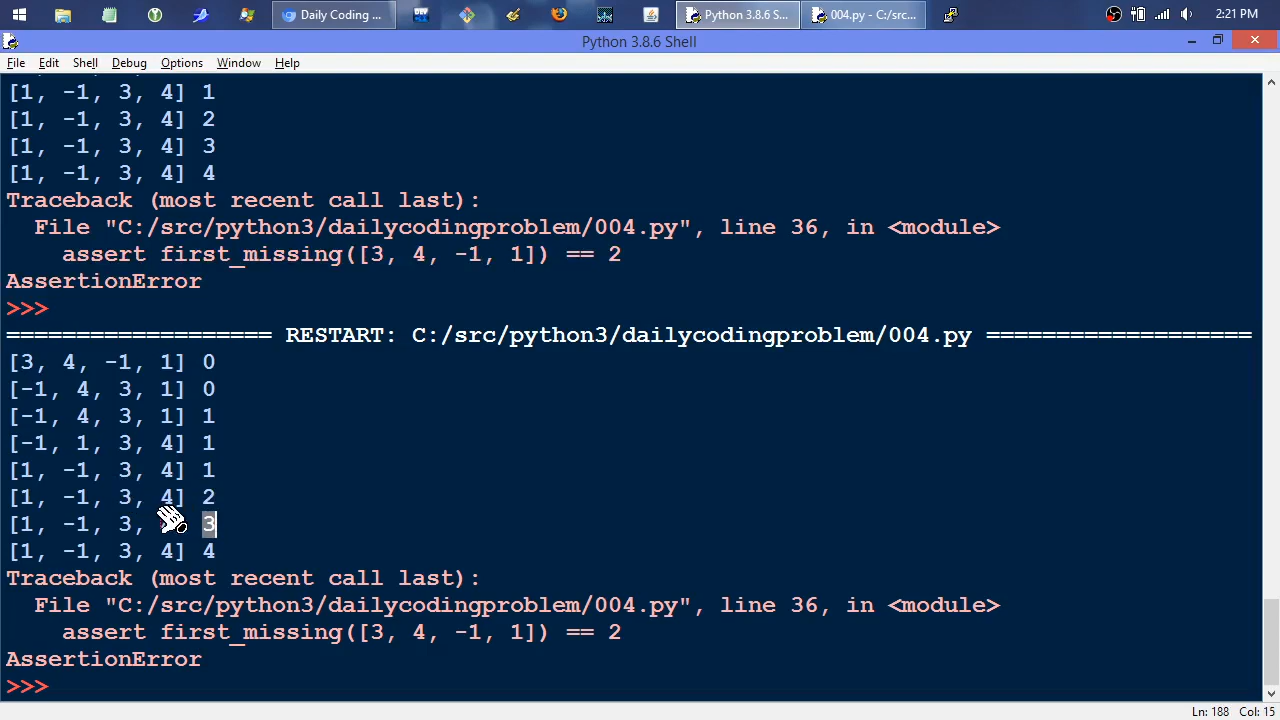 Daily Coding ...
Python 3.8.6 S...
004.py - C:/src...
2:21 PM
Python 3.8.6 Shell
File Edit Shell Debug Options Window Help
[1, -1, 3, 4] 1
[1, -1, 3, 4] 2
[1, -1, 3, 4] 3
[1, -1, 3, 4] 4
Traceback (most recent call last):
File "C:/src/python3/dailycodingproblem/004.py", line 36, in <module>
assert first_missing([3, 4, -1, 1]) == 2
AssertionError
>>>
=================== RESTART: C:/src/python3/dailycodingproblem/004.py ===================
[3, 4, -1, 1] 0
[-1, 4, 3, 1] 0
[-1, 4, 3, 1] 1
[-1, 1, 3, 4] 1
[1, -1, 3, 4] 1
[1, -1, 3, 4] 2
[1, -1, 3, 3
[1, -1, 3, 4] 4
Traceback (most recent call last):
File "C:/src/python3/dailycodingproblem/004.py", line 36, in <module>
assert first_missing([3, 4, -1, 1]) == 2
AssertionError
>>>
Ln: 188 Col: 15